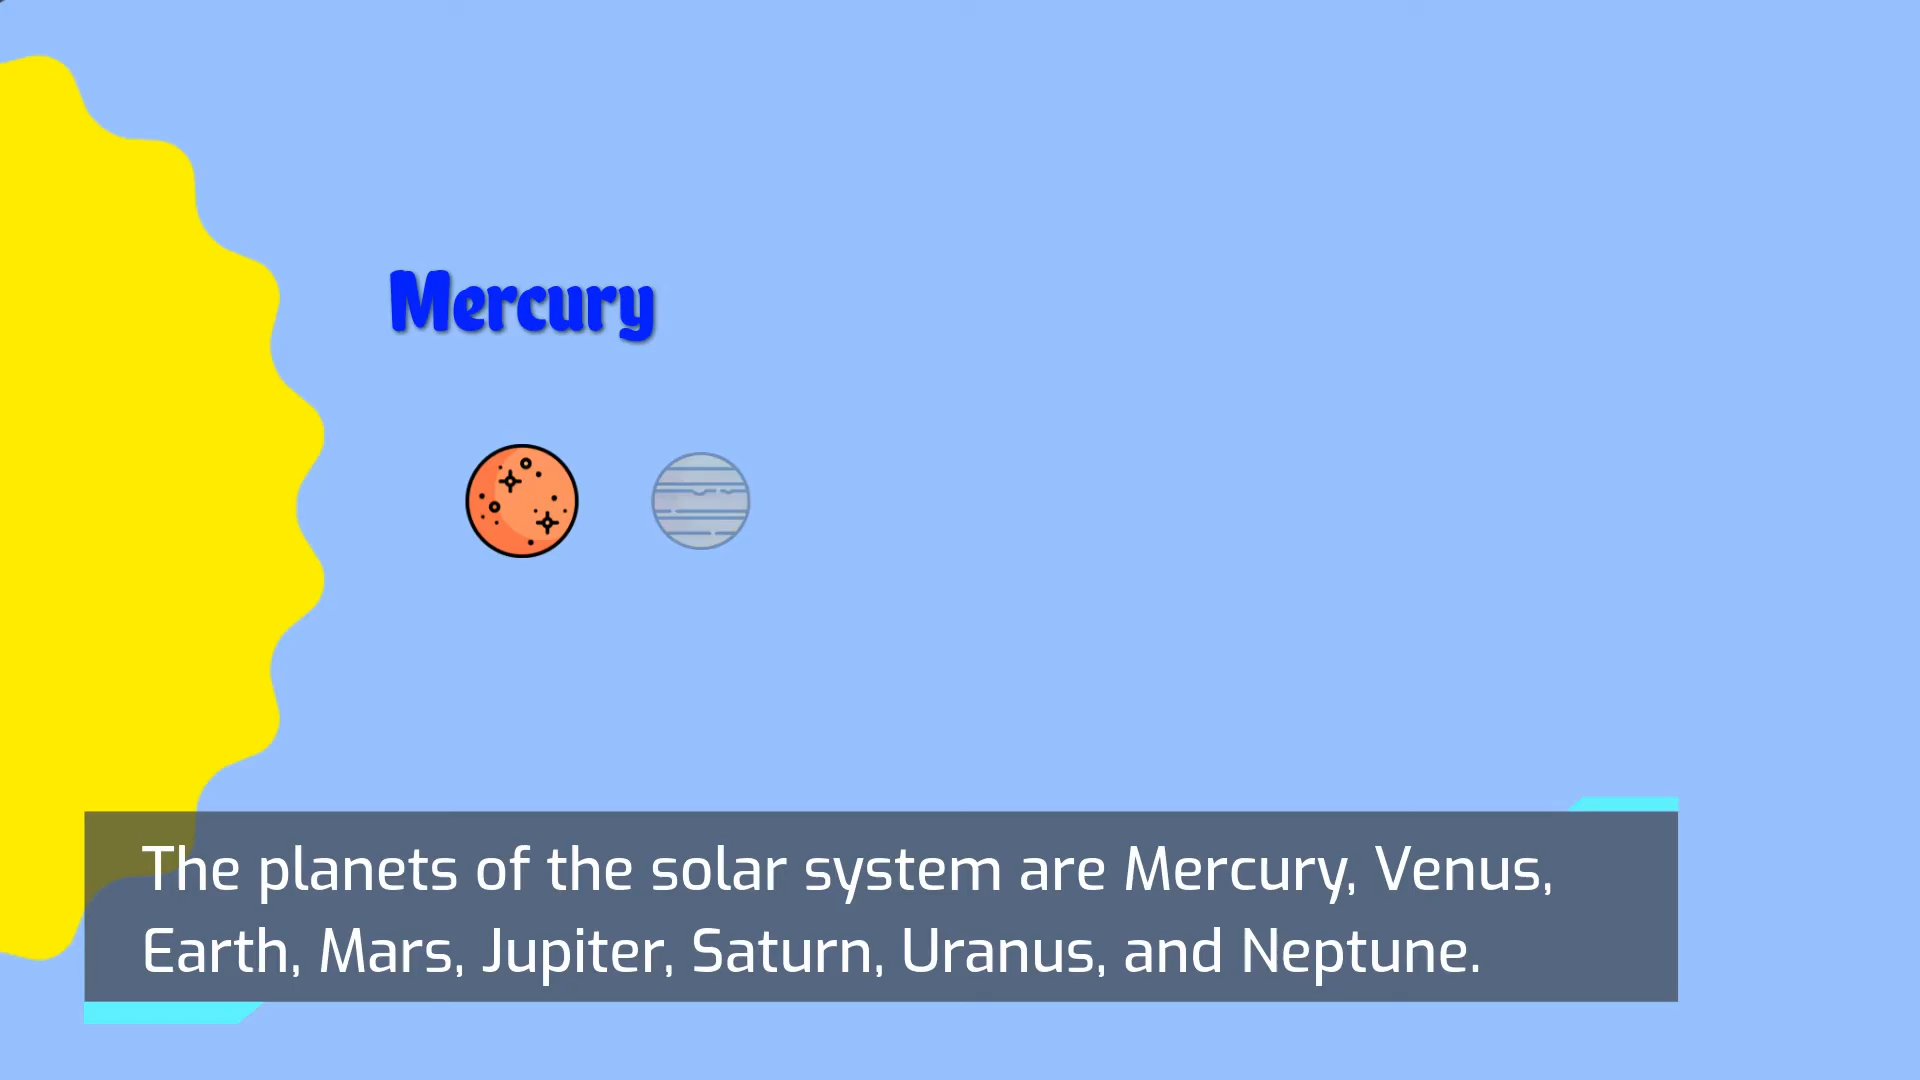 Mercury
The planets of the solar system are Mercury, Venus,
Earth, Mars, Jupiter, Saturn, Uranus, and Neptune.